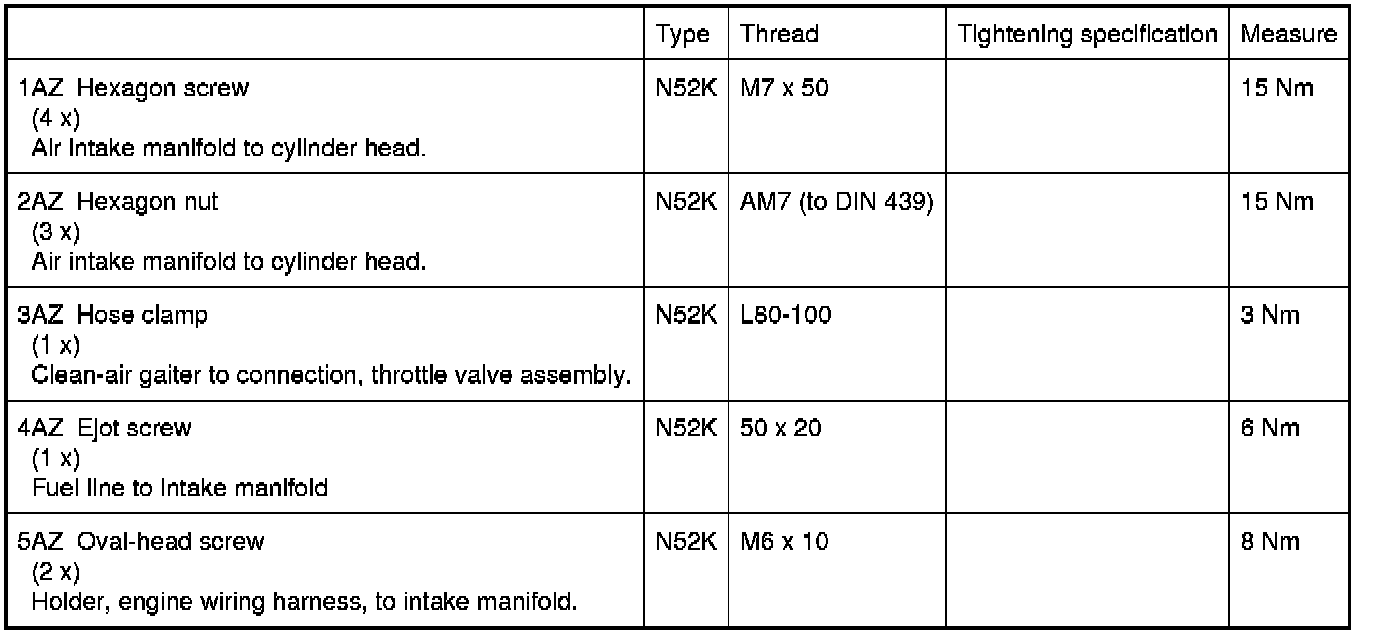 Type Thread Tightening specification Measure
1AZ Hexagon screw N52K M7 x 50 15 Nm
(4 x)
Air intake manifold to cylinder head.
2AZ Hexagon nut N52K AM7 (to DIN 439) 15 Nm
(3 x)
Air intake manifold to cylinder head.
3AZ Hose clamp N52K L80-100 3 Nm
(1 x)
Clean-air gaiter to connection, throttle valve assembly.
4AZ Ejot screw N52K 50 x 20 6 Nm
(1 x)
Fuel line to intake manifold
5AZ Oval-head screw N52K M6 x 10 8 Nm
(2 x)
Holder, engine wiring harness, to intake manifold.